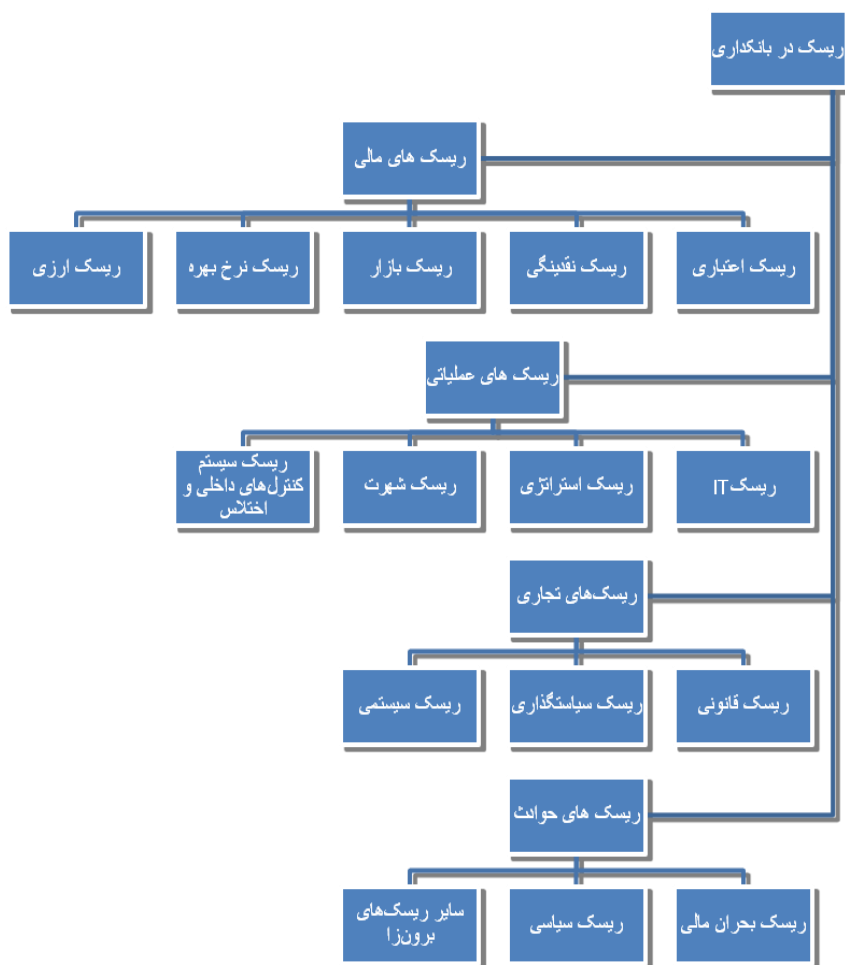 ریسک در بانکداری
ریسک های مالی
ریسک اعتباری
ریسک نقدینگی
ریسک بازار
ریسک نرخ بهره
ریسک ارزی
ریسک های عملیاتی
ریسک IT
ریسک استراتژی
ریسک شهرت
ریسک سیستم
کنترل‌های داخلی و
اختلاس
ریسک‌های تجاری
ریسک قانونی
ریسک سیاستگذاری
ریسک سیستمی
ریسک های حوادث
ریسک بحران مالی
ریسک سیاسی
سایر ریسک‌های
برون‌زا